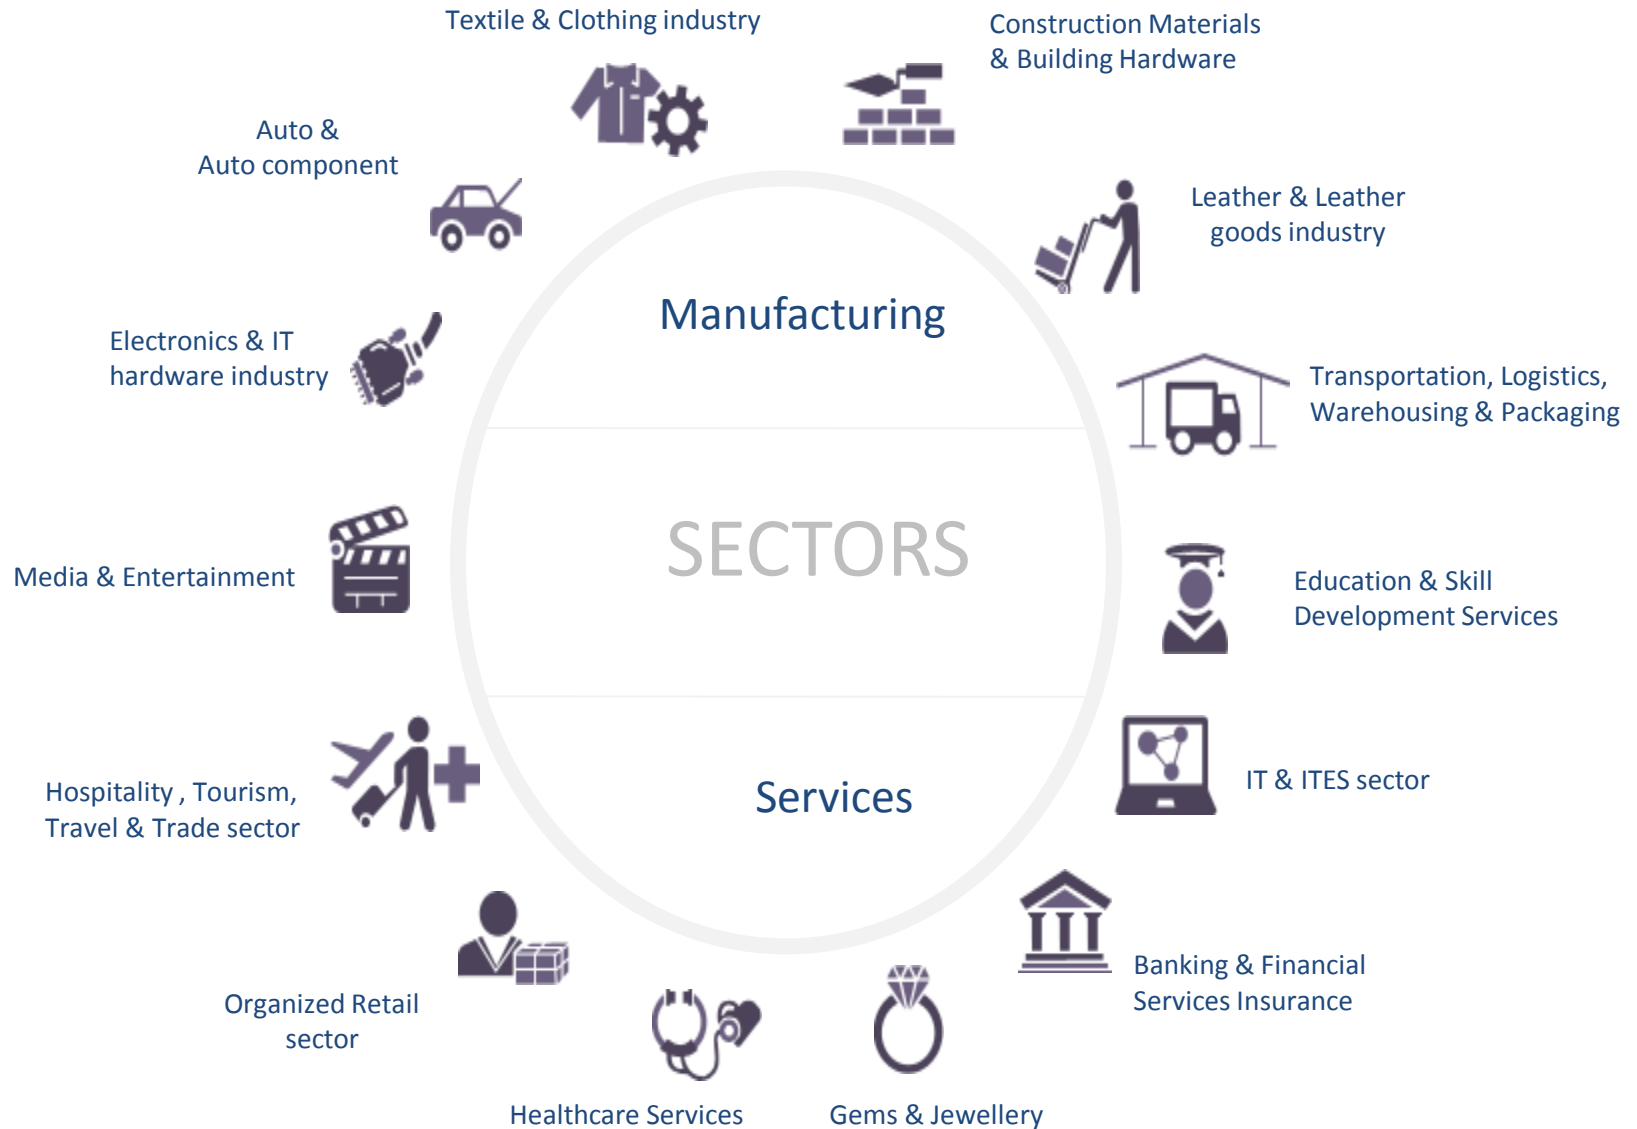 Textile & Clothing industry
Construction Materials
& Building Hardware
Auto &
Auto component
Leather & Leather
goods industry
Manufacturing
Electronics & IT
hardware industry
Transportation, Logistics,
Warehousing & Packaging
SECTORS
Media & Entertainment
Education & Skill
Development Services
Hospitality , Tourism,
Travel & Trade sector
Services
IT & ITES sector
Organized Retail
sector
Banking & Financial
Services Insurance
Healthcare Services
Gems & Jewellery